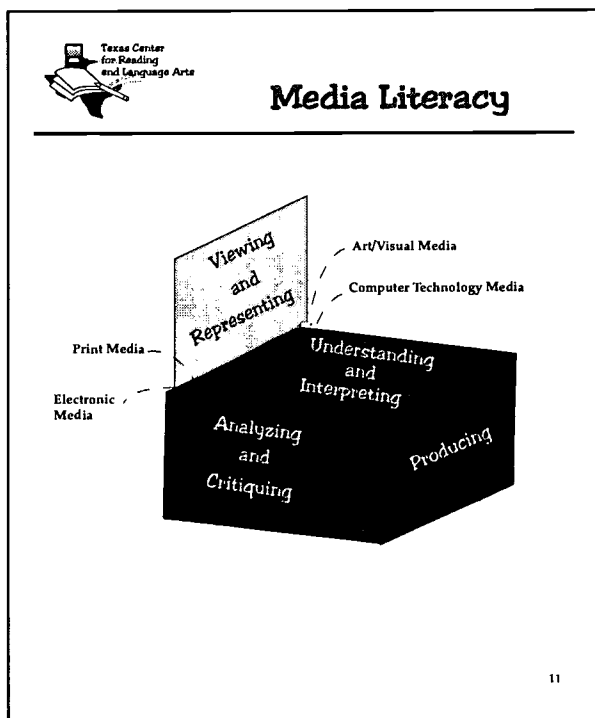 Texas Center
for Reading
and Language Arts
Media Literacy
Viewing
and
Representing
Art/Visual Media
Computer Technology Media
Print Media
Electronic
Media
Understanding
and
Interpreting
Analyzing
and
Critiquing
Producing
11